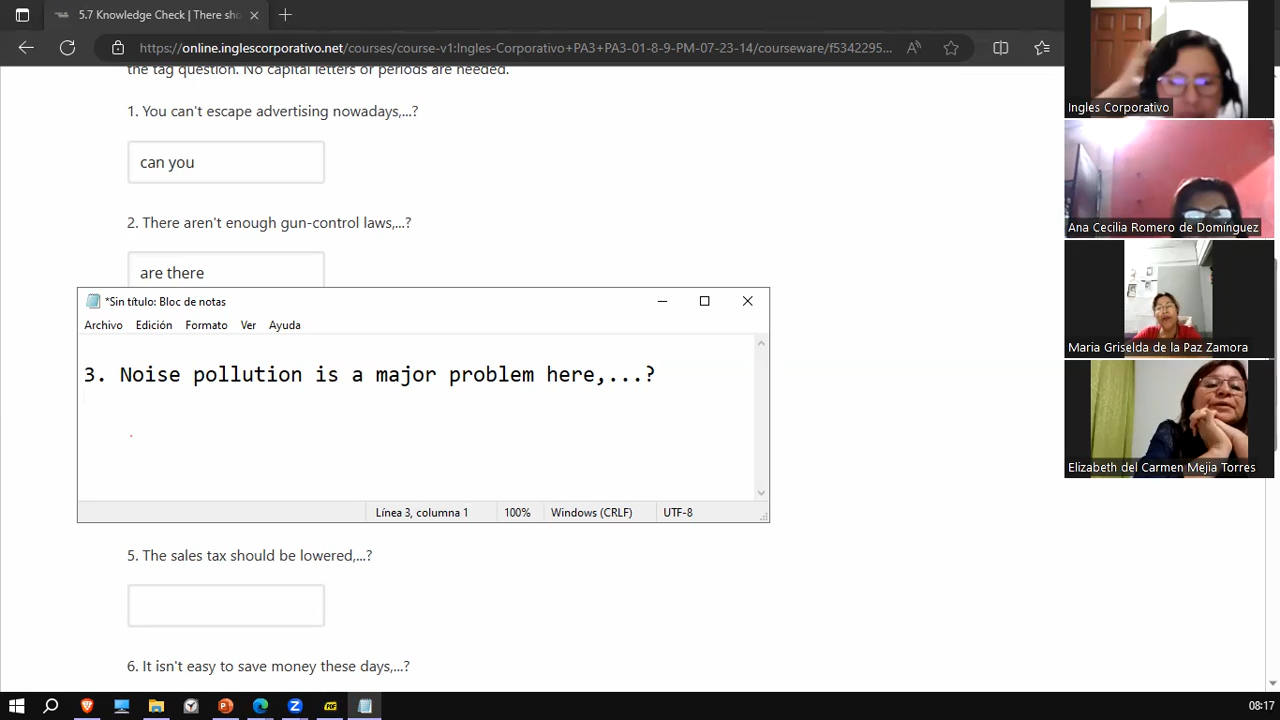 5.7 Knowledge Check | There sho
https://online.inglescorporativo.net/courses/course-v1:Ingles-Corporativo+PA3+PA3-01-8-9-PM-07-23-14/courseware/f5342295...
the tag question. No capital letters or periods are needed.
1. You can't escape advertising nowadays,...?
can you
2. There aren't enough gun-control laws,...?
are there
*Sin título: Bloc de notas
Archivo Edición Formato Ver Ayuda
3. Noise pollution is a major problem here,...?
Línea 3, columna 1 100% Windows (CRLF) UTF-8
5. The sales tax should be lowered,...?
6. It isn't easy to save money these days,...?
Ingles Corporativo
Ana Cecilia Romero de Domínguez
Maria Griselda de la Paz Zamora
Elizabeth del Carmen Mejia Torres
08:17